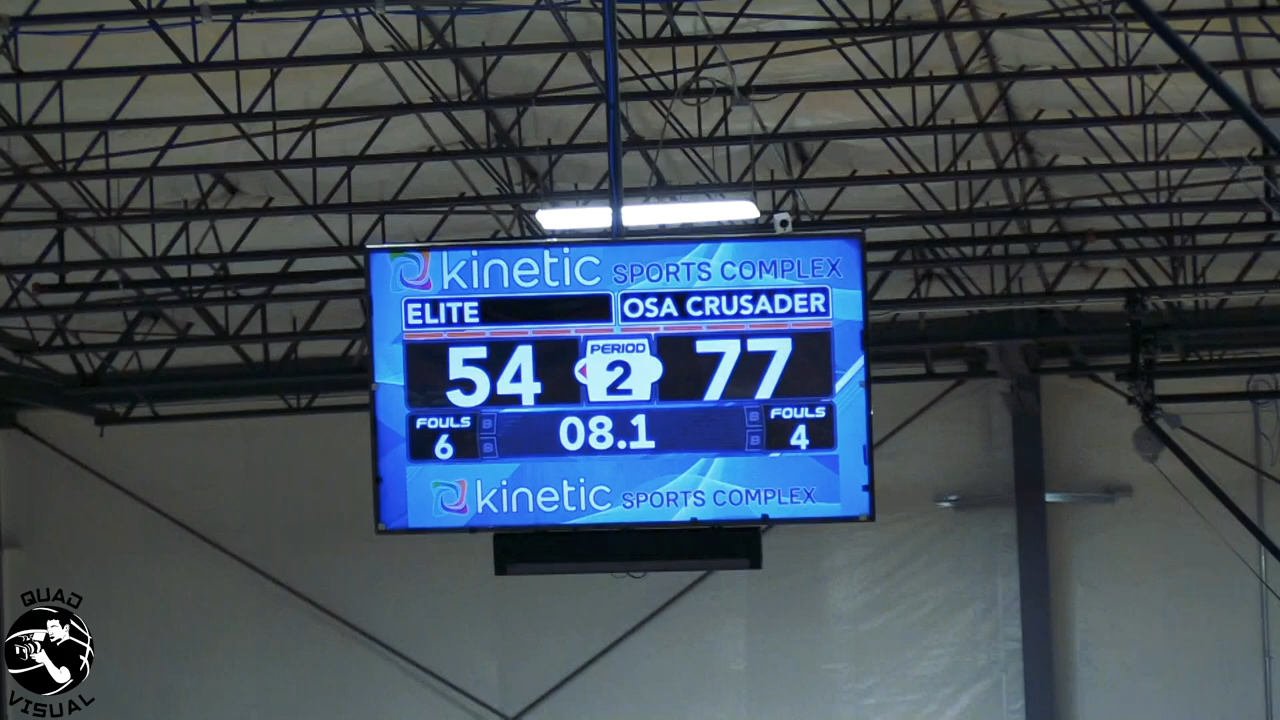 kinetic SPORTS COMPLEX
ELITE OSA CRUSADER
PERIOD
54 2 77
FOULS B 08.1 B FOULS
6 B B 4
kinetic SPORTS COMPLEX
QUAD
VISUAL